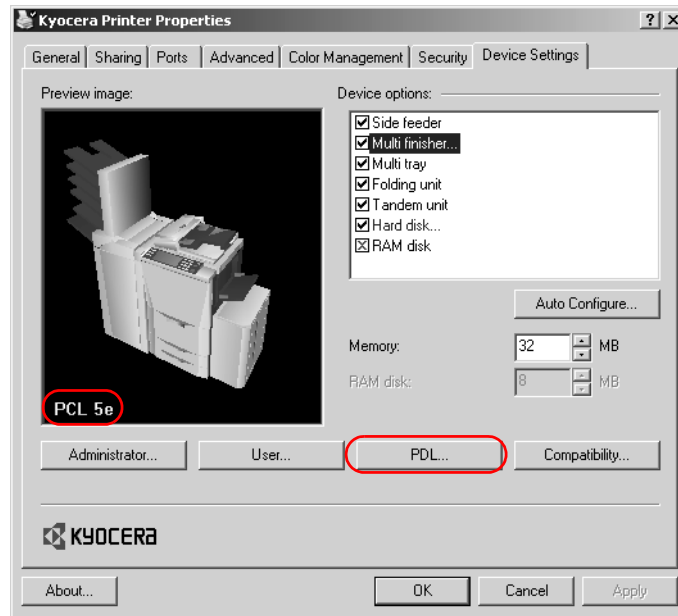 Kyocera Printer Properties
General Sharing Ports Advanced Color Management Security Device Settings
Preview image:
Device options:
Side feeder
Multi finisher...
Multi tray
Folding unit
Tandem unit
Hard disk...
RAM disk
Auto Configure...
Memory: 32 MB
RAM disk: 8 MB
PCL 5e
Administrator... User... PDL... Compatibility...
KYOCERA
About... OK Cancel Apply